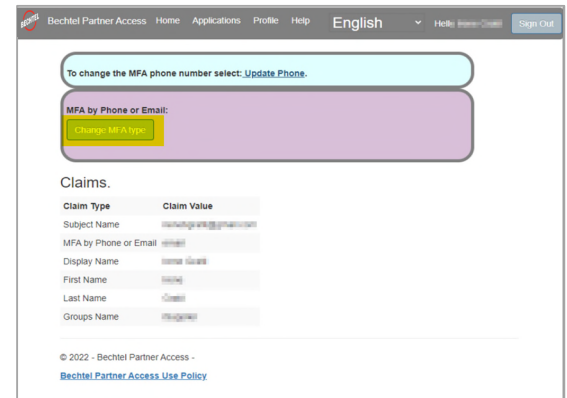 BECHTEL Bechtel Partner Access Home Applications Profile Help English Hello Sign Out
To change the MFA phone number select: Update Phone.
MFA by Phone or Email:
Change MFA type
Claims.
Claim Type Claim Value
Subject Name
MFA by Phone or Email
Display Name
First Name
Last Name
Groups Name
© 2022 - Bechtel Partner Access -
Bechtel Partner Access Use Policy